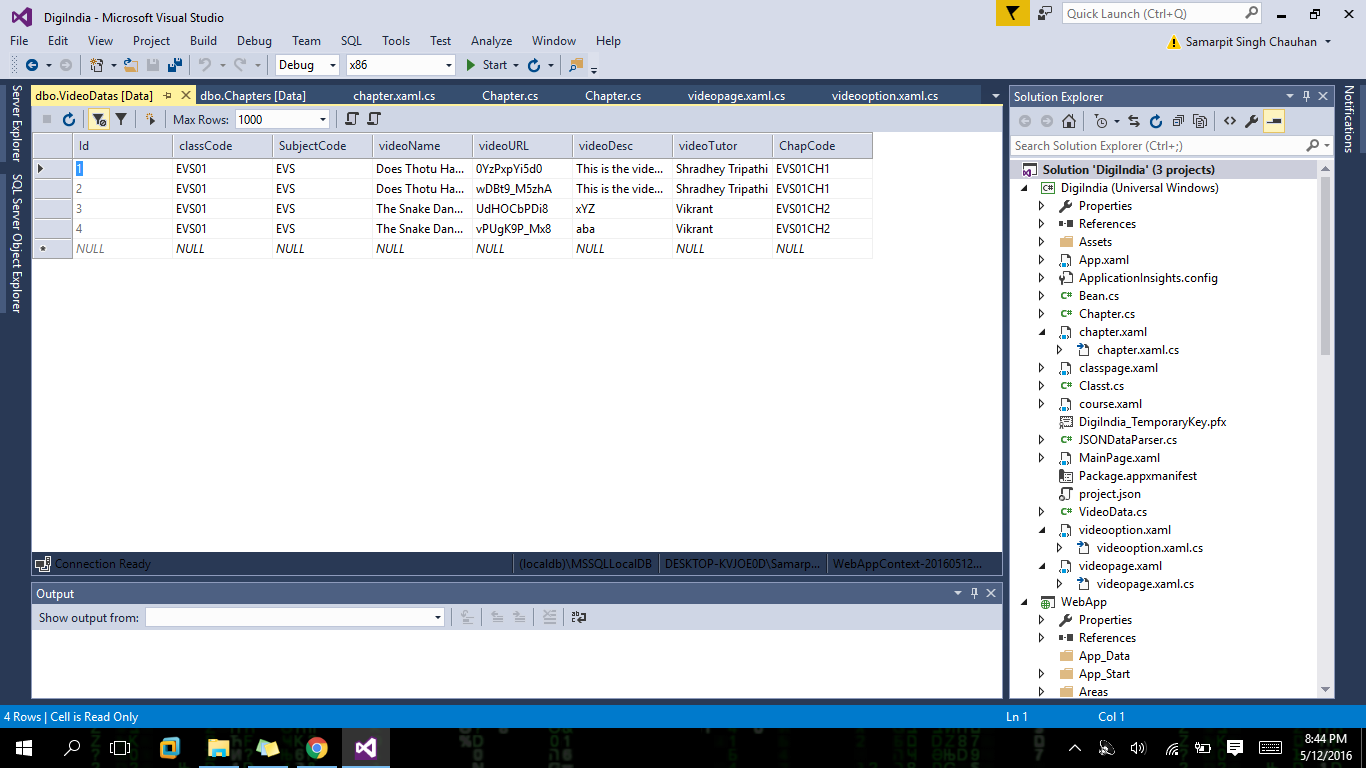 DigiIndia - Microsoft Visual Studio
Quick Launch (Ctrl+Q)
File Edit View Project Build Debug Team SQL Tools Test Analyze Window Help
Samarpit Singh Chauhan
Debug x86 Start
Server Explorer
SQL Server Object Explorer
dbo.VideoDatas [Data] dbo.Chapters [Data] chapter.xaml.cs Chapter.cs Chapter.cs videopage.xaml.cs videooption.xaml.cs
Max Rows: 1000
Id classCode SubjectCode videoName videoURL videoDesc videoTutor ChapCode
1 EVS01 EVS Does Thotu Ha... 0YzPxpYi5d0 This is the vide... Shradhey Tripathi EVS01CH1
2 EVS01 EVS Does Thotu Ha... wDBt9_M5zhA This is the vide... Shradhey Tripathi EVS01CH1
3 EVS01 EVS The Snake Dan... UdHOCbPDi8 xYZ Vikrant EVS01CH2
4 EVS01 EVS The Snake Dan... vPUgK9P_Mx8 aba Vikrant EVS01CH2
NULL NULL NULL NULL NULL NULL NULL NULL
Connection Ready (localdb)\MSSQLLocalDB DESKTOP-KVJOE0D\Samarp... WebAppContext-20160512...
Output
Show output from:
Solution Explorer
Search Solution Explorer (Ctrl+;)
Solution 'DigiIndia' (3 projects)
DigiIndia (Universal Windows)
Properties
References
Assets
App.xaml
ApplicationInsights.config
Bean.cs
Chapter.cs
chapter.xaml
chapter.xaml.cs
classpage.xaml
Classt.cs
course.xaml
DigiIndia_TemporaryKey.pfx
JSONDataParser.cs
MainPage.xaml
Package.appxmanifest
project.json
VideoData.cs
videooption.xaml
videooption.xaml.cs
videopage.xaml
videopage.xaml.cs
WebApp
Properties
References
App_Data
App_Start
Areas
Notifications
4 Rows | Cell is Read Only Ln 1 Col 1
8:44 PM
5/12/2016